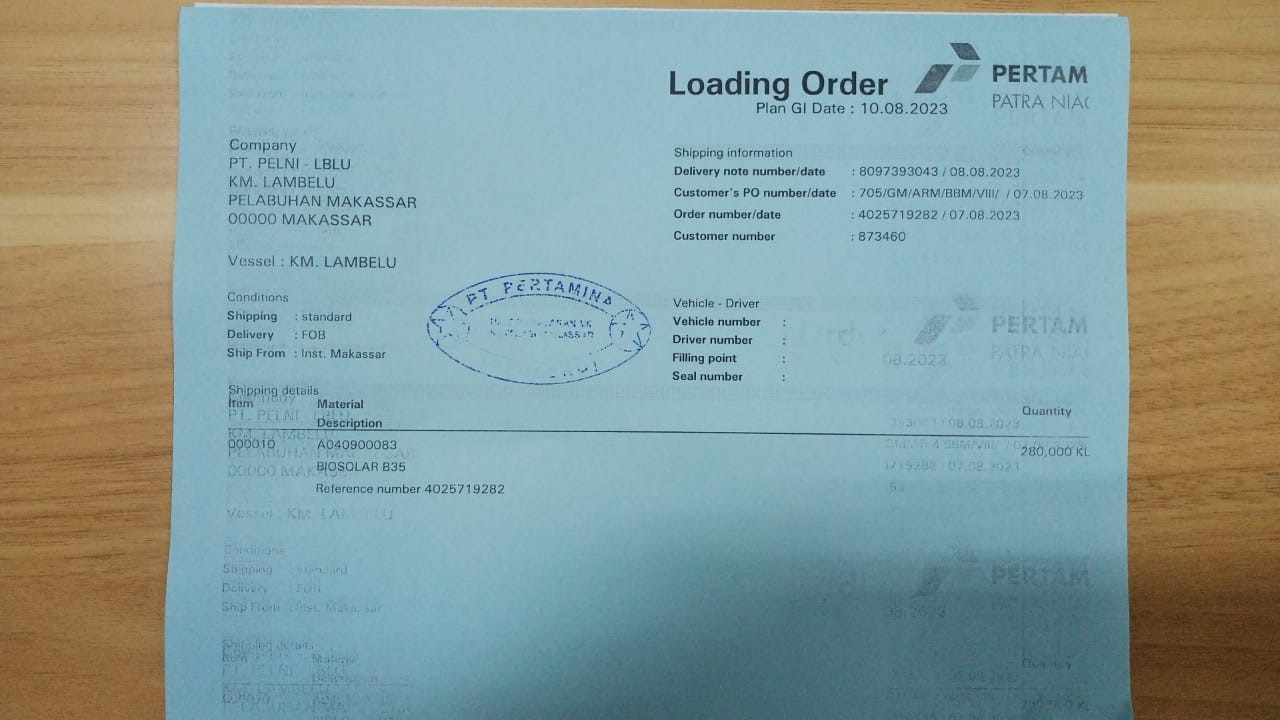 Loading Order
Plan GI Date : 10.08.2023
PERTAM
PATRA NIAG
Company
PT. PELNI - LBLU
KM. LAMBELU
PELABUHAN MAKASSAR
00000 MAKASSAR
Vessel : KM. LAMBELU
Shipping information
Delivery note number/date : 8097393043 / 08.08.2023
Customer's PO number/date : 705/GM/ARM/BBM/VIII/ / 07.08.2023
Order number/date : 4025719282 / 07.08.2023
Customer number : 873460
Conditions
Shipping : standard
Delivery : FOB
Ship From : Inst. Makassar
PT PERTAMINA
Vehicle - Driver
Vehicle number :
Driver number :
Filling point :
Seal number :
Shipping details
Item Material Quantity
Description
000010 A040900083 280,000 KL
BIOSOLAR B35
Reference number 4025719282